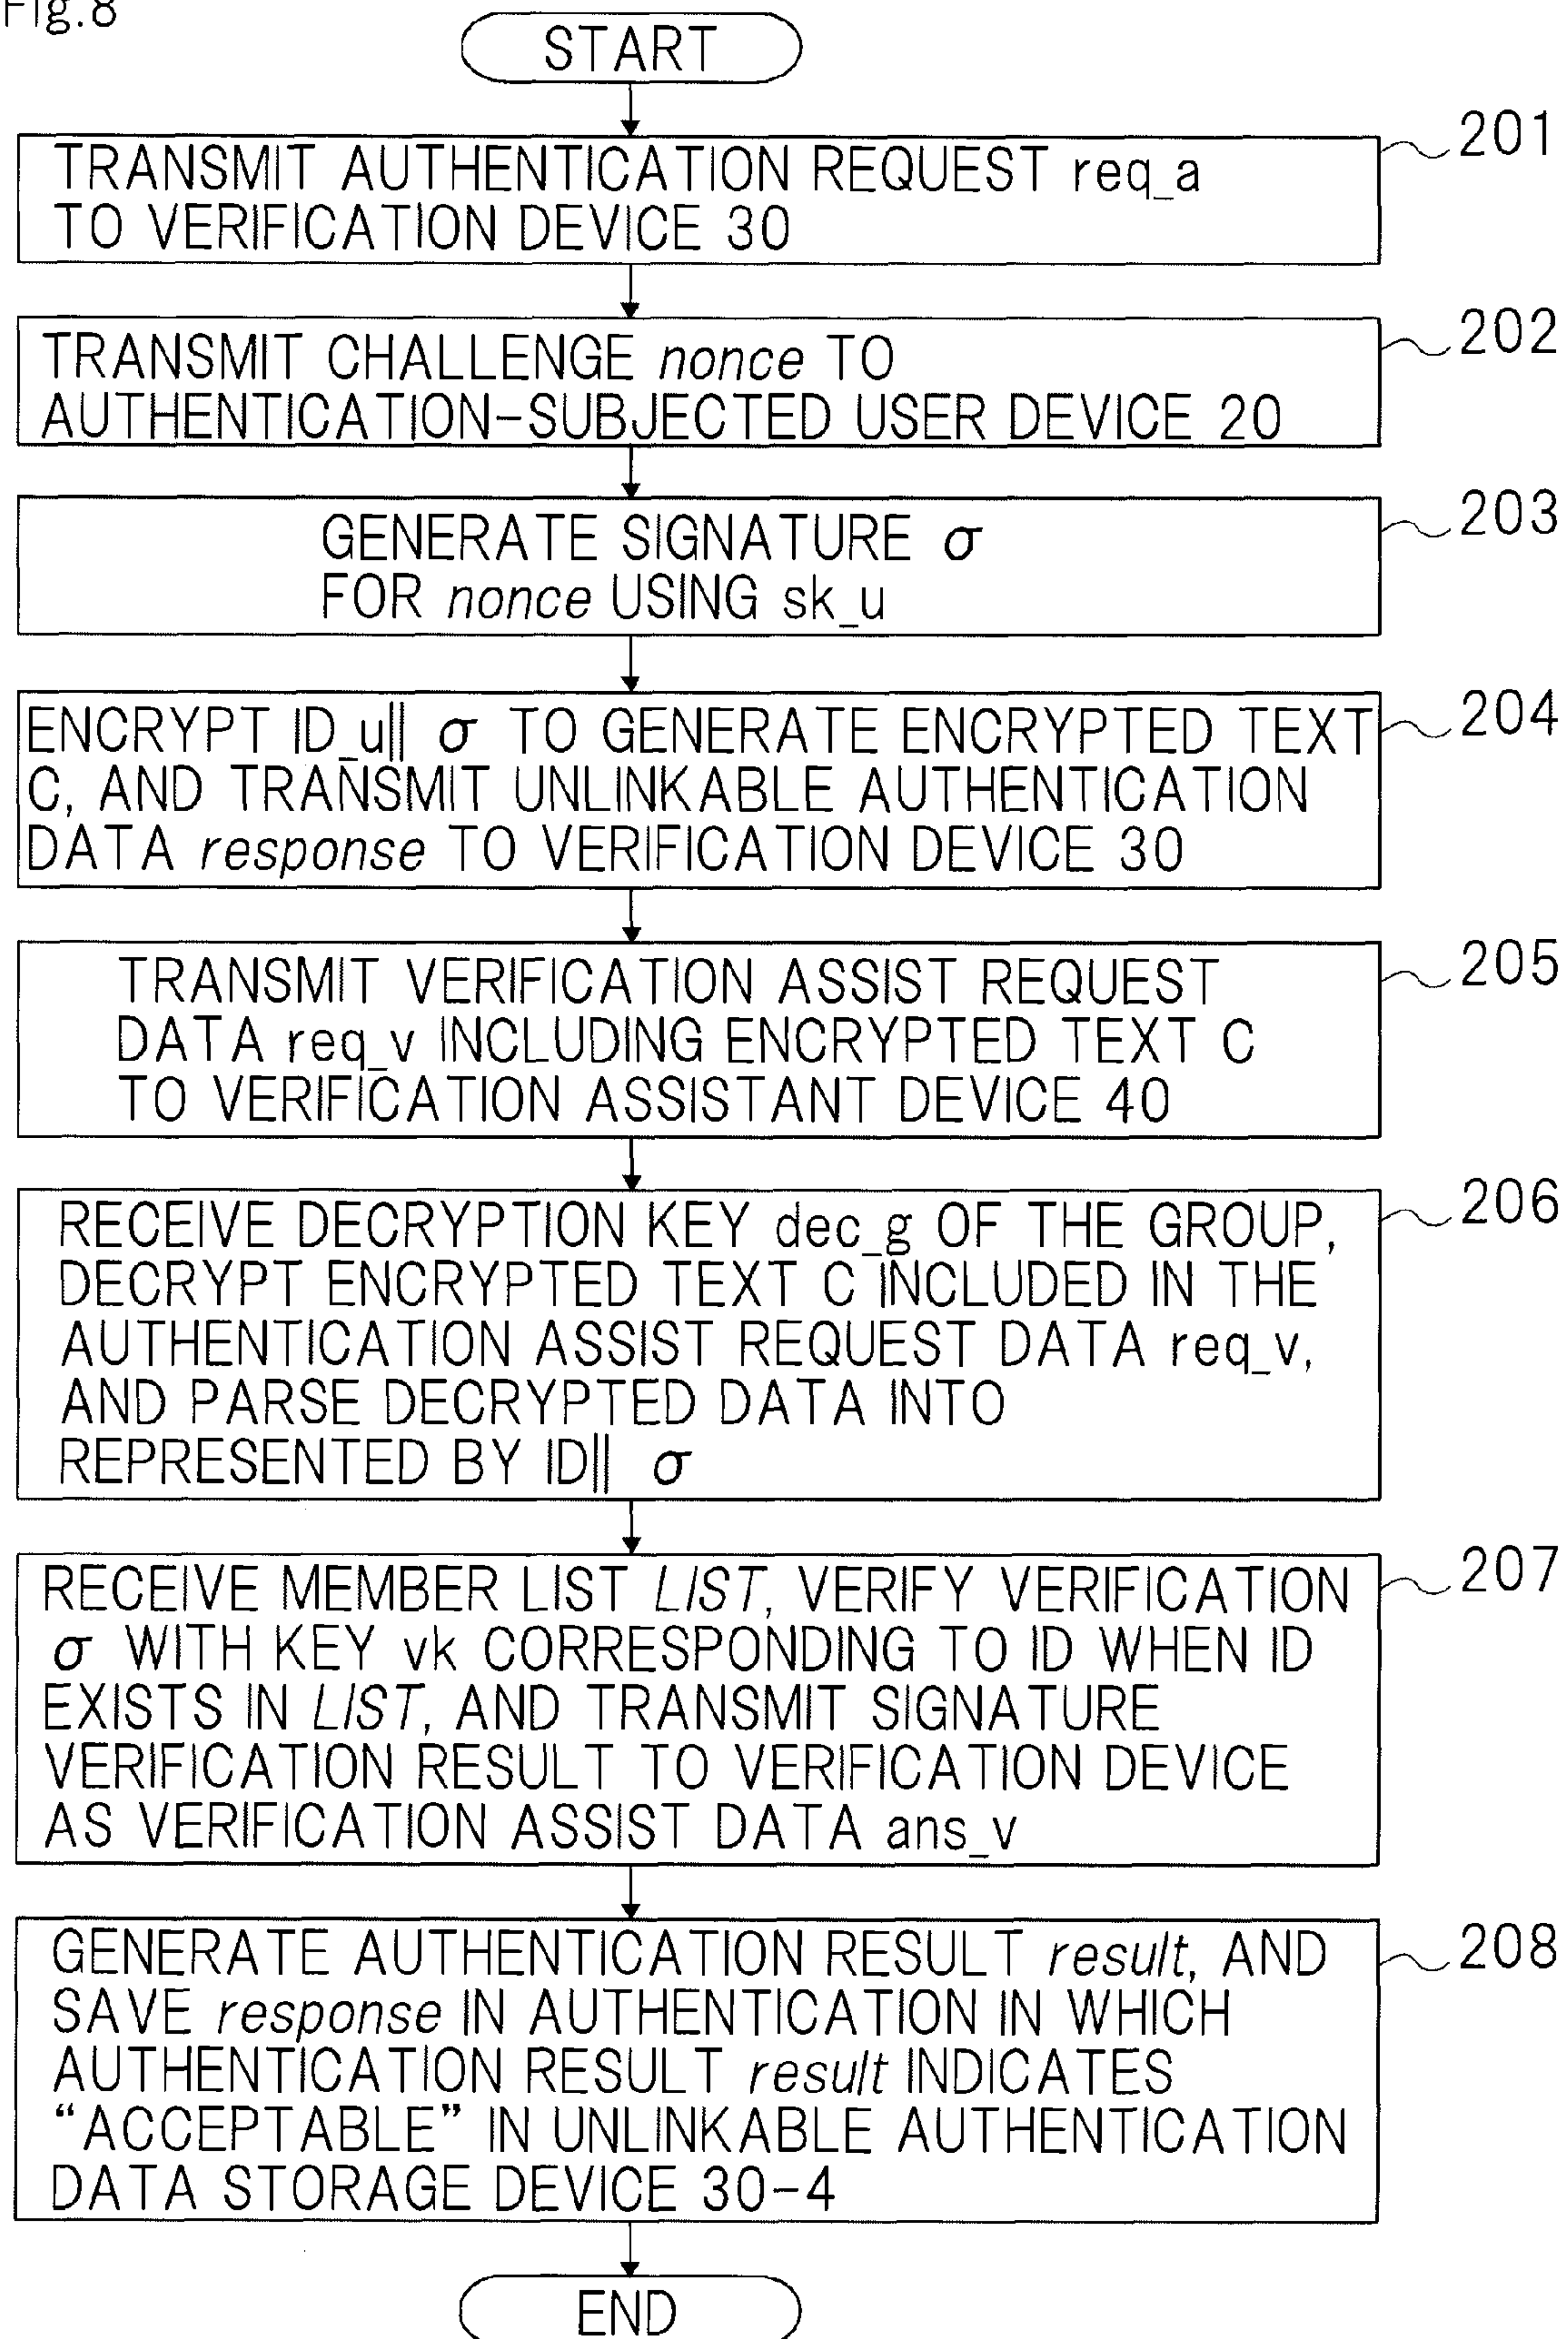 Fig.8
START
TRANSMIT AUTHENTICATION REQUEST req_a
TO VERIFICATION DEVICE 30
201
TRANSMIT CHALLENGE nonce TO
AUTHENTICATION-SUBJECTED USER DEVICE 20
202
GENERATE SIGNATURE σ
FOR nonce USING sk_u
203
ENCRYPT ID_u|| σ TO GENERATE ENCRYPTED TEXT
C, AND TRANSMIT UNLINKABLE AUTHENTICATION
DATA response TO VERIFICATION DEVICE 30
204
TRANSMIT VERIFICATION ASSIST REQUEST
DATA req_v INCLUDING ENCRYPTED TEXT C
TO VERIFICATION ASSISTANT DEVICE 40
205
RECEIVE DECRYPTION KEY dec_g OF THE GROUP,
DECRYPT ENCRYPTED TEXT C INCLUDED IN THE
AUTHENTICATION ASSIST REQUEST DATA req_v,
AND PARSE DECRYPTED DATA INTO
REPRESENTED BY ID|| σ
206
RECEIVE MEMBER LIST LIST, VERIFY VERIFICATION
σ WITH KEY vk CORRESPONDING TO ID WHEN ID
EXISTS IN LIST, AND TRANSMIT SIGNATURE
VERIFICATION RESULT TO VERIFICATION DEVICE
AS VERIFICATION ASSIST DATA ans_v
207
GENERATE AUTHENTICATION RESULT result, AND
SAVE response IN AUTHENTICATION IN WHICH
AUTHENTICATION RESULT result INDICATES
“ACCEPTABLE” IN UNLINKABLE AUTHENTICATION
DATA STORAGE DEVICE 30-4
208
END